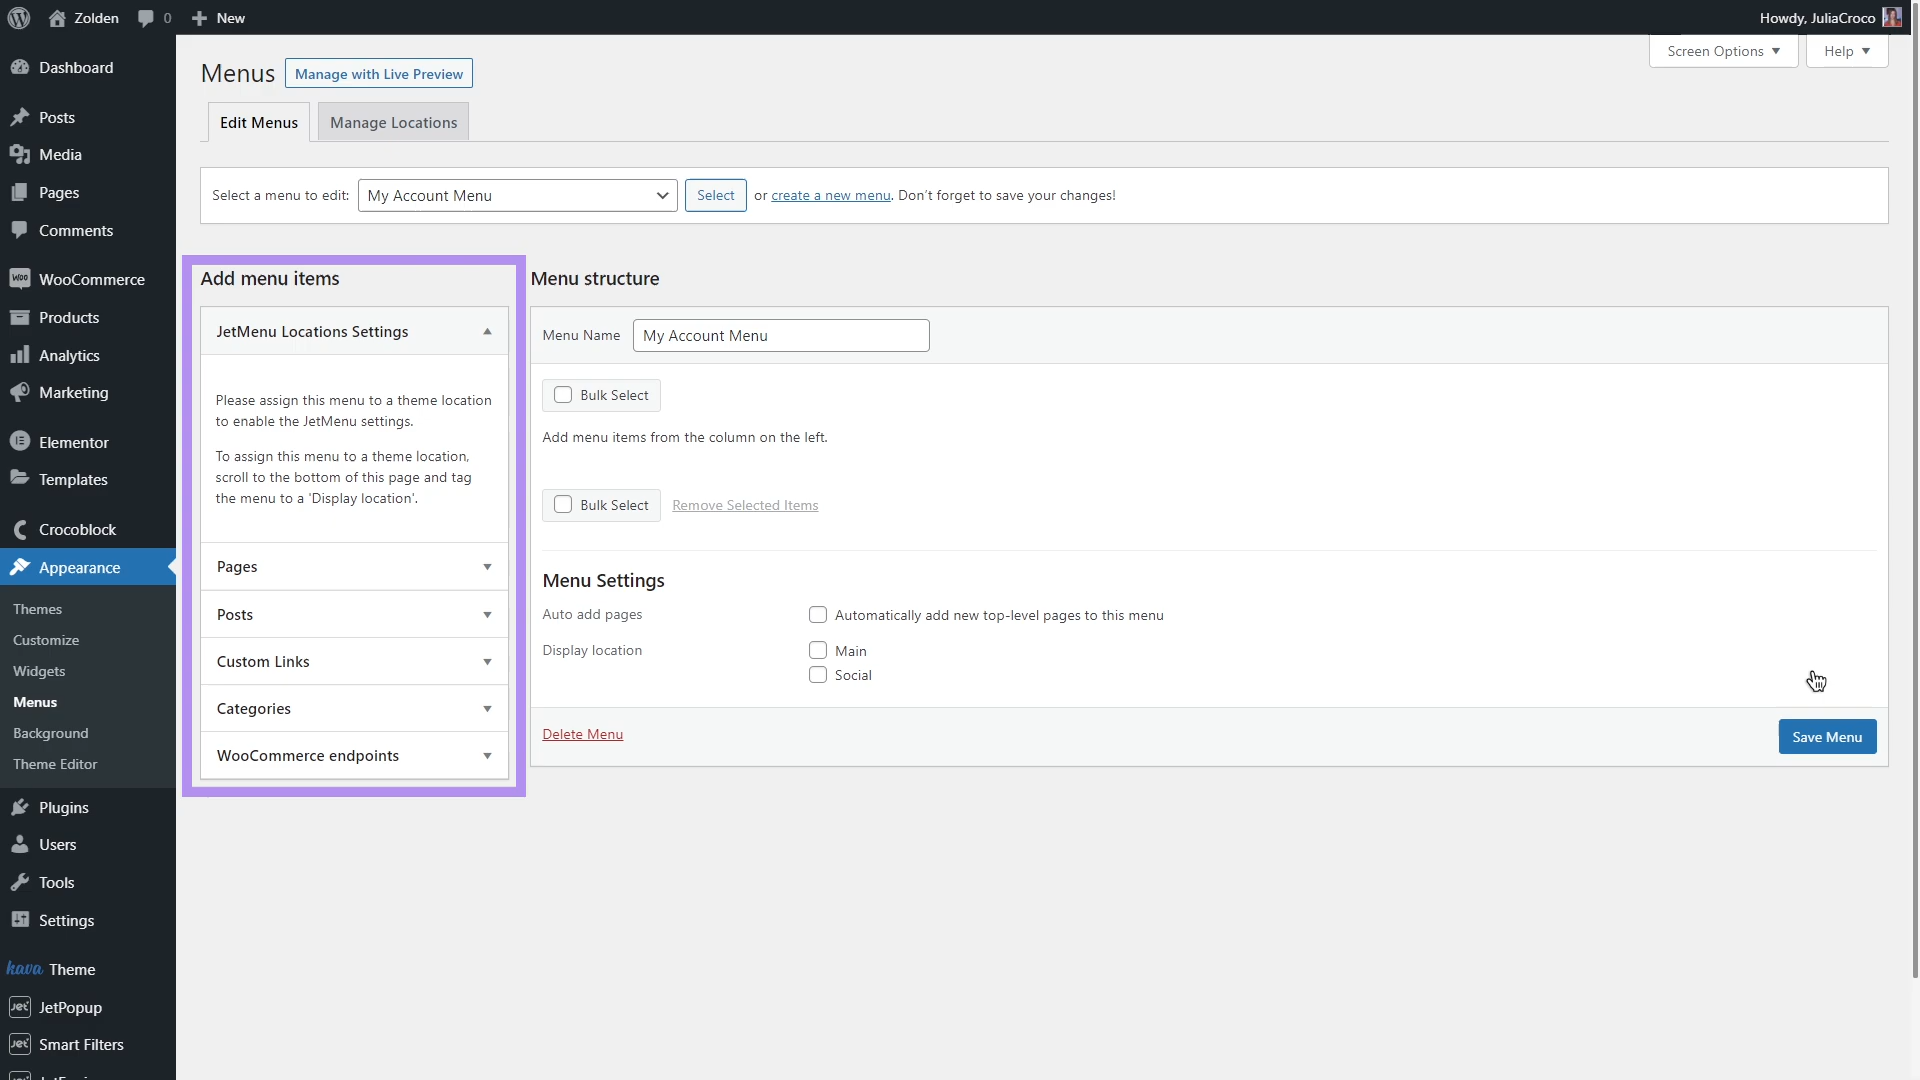 Zolden 0 New Howdy, JuliaCroco
Screen Options Help
Dashboard
Posts
Media
Pages
Comments
WooCommerce
Products
Analytics
Marketing
Elementor
Templates
Crocoblock
Appearance
Themes
Customize
Widgets
Menus
Background
Theme Editor
Plugins
Users
Tools
Settings
kava Theme
Jet JetPopup
Jet Smart Filters
Menus Manage with Live Preview
Edit Menus Manage Locations
Select a menu to edit: My Account Menu Select or create a new menu. Don't forget to save your changes!
Add menu items
JetMenu Locations Settings
Please assign this menu to a theme location
to enable the JetMenu settings.
To assign this menu to a theme location,
scroll to the bottom of this page and tag
the menu to a 'Display location'.
Pages
Posts
Custom Links
Categories
WooCommerce endpoints
Menu structure
Menu Name My Account Menu
Bulk Select
Add menu items from the column on the left.
Bulk Select Remove Selected Items
Menu Settings
Auto add pages Automatically add new top-level pages to this menu
Display location Main
Social
Delete Menu Save Menu